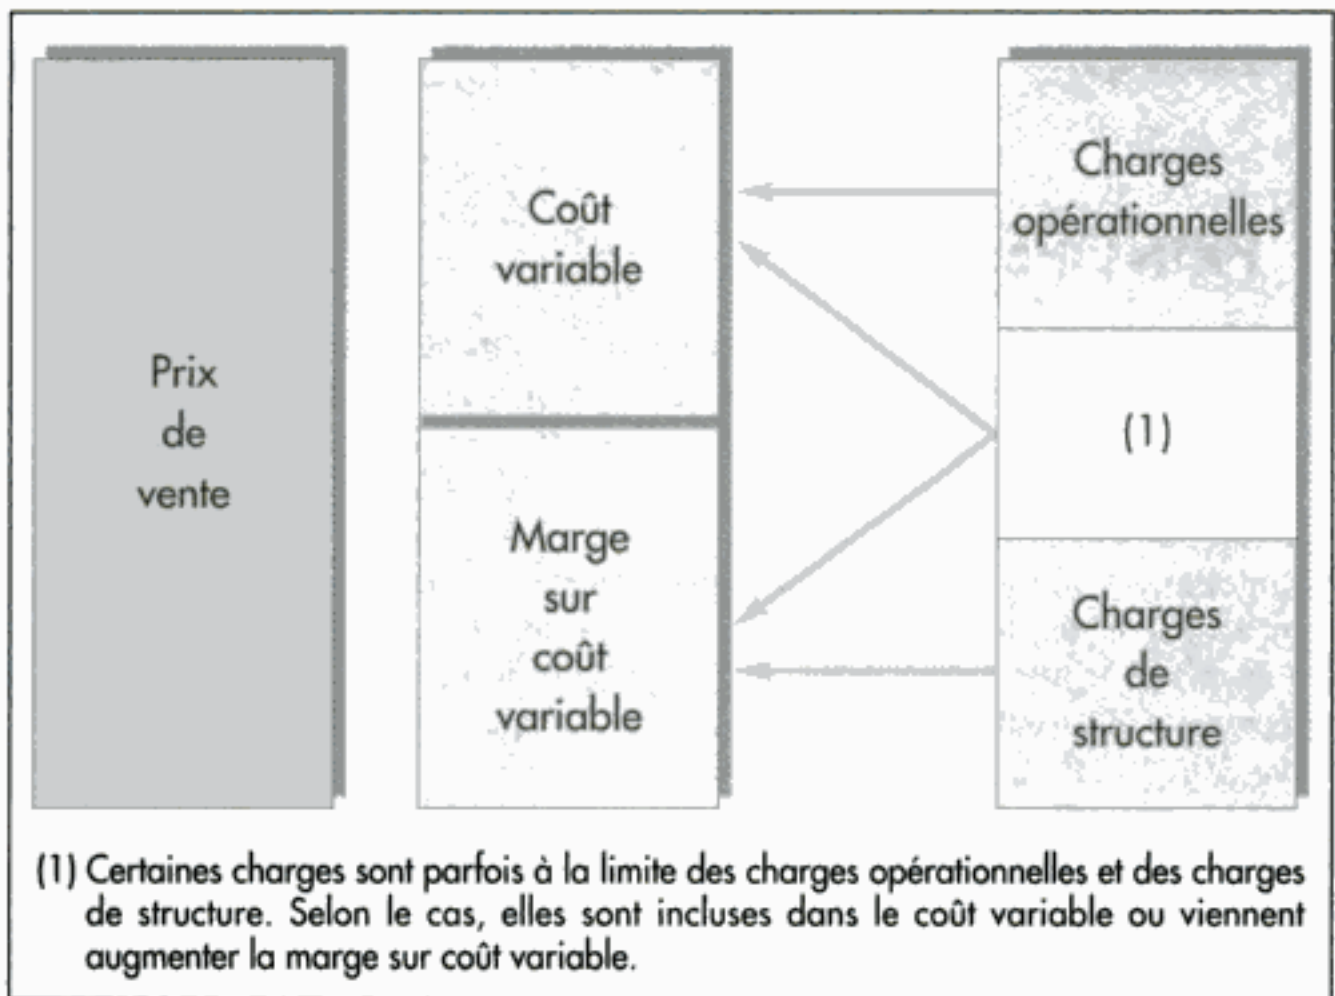 Prix
de
vente
Coût
variable
Marge
sur
coût
variable
Charges
opérationnelles
(1)
Charges
de
structure
(1) Certaines charges sont parfois à la limite des charges opérationnelles et des charges
de structure. Selon le cas, elles sont incluses dans le coût variable ou viennent
augmenter la marge sur coût variable.